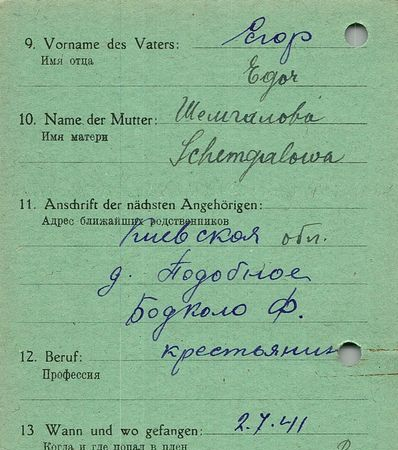 9. Vorname des Vaters: Егор
Имя отца
Egor
10. Name der Mutter: Шемгалова
Имя матери
Schemgalowa
11. Anschrift der nächsten Angehörigen:
Адрес ближайших родственников
Киевская обл.
д. Подобное
Бодколо Ф.
12. Beruf: крестьянин
Профессия
13 Wann und wo gefangen: 2.7.41
Когда и где попал в плен